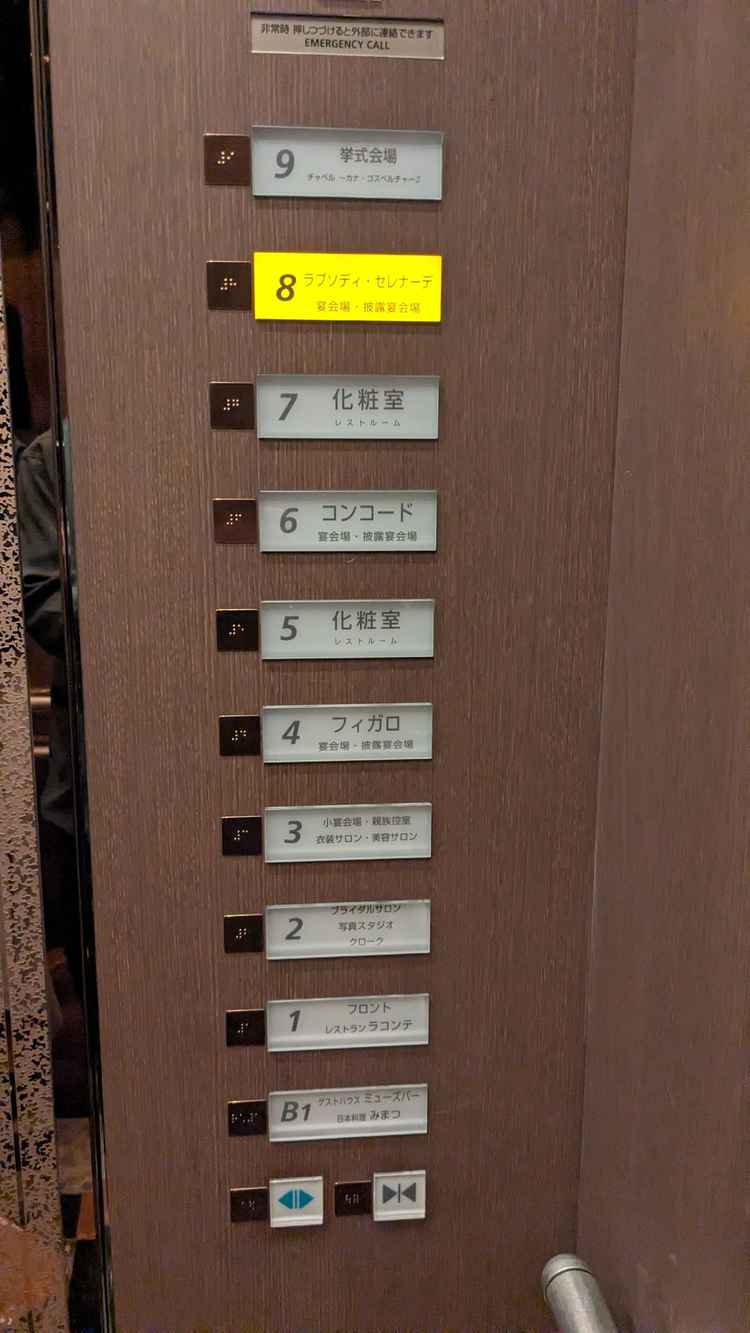 非常時 押しつづけると外部に連絡できます
EMERGENCY CALL
9 挙式会場
チャペル ～カナ・ゴスペルチャーチ
8 ラプソディ・セレナーデ
宴会場・披露宴会場
7 化粧室
レストルーム
6 コンコード
宴会場・披露宴会場
5 化粧室
レストルーム
4 フィガロ
宴会場・披露宴会場
3 小宴会場・親族控室
衣装サロン・美容サロン
2 ブライダルサロン
写真スタジオ
クローク
1 フロント
レストラン ラコンテ
B1 ゲストハウス ミューズバー
日本料理 みまつ